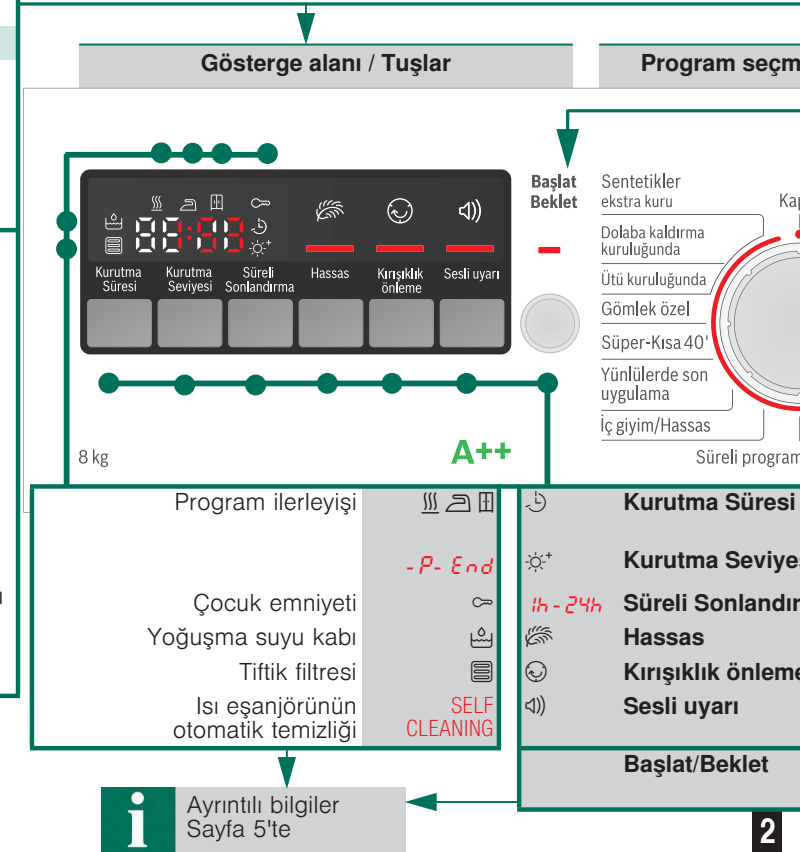 Gösterge alanı / Tuşlar
Program seçm
Başlat
Beklet
Sentetikler
ekstra kuru
Kap
Dolaba kaldırma
kuruluğunda
Ütü kuruluğunda
Gömlek özel
Süper-Kısa 40'
Yünlülerde son
uygulama
İç giyim/Hassas
Süreli program
88:88
Kurutma
Süresi
Kurutma
Seviyesi
Süreli
Sonlandırma
Hassas
Kırışıklık
önleme
Sesli uyarı
8 kg
A++
Program ilerleyişi
-P- End
Çocuk emniyeti
Yoğuşma suyu kabı
Tiftik filtresi
Isı eşanjörünün
otomatik temizliği
SELF
CLEANING
Kurutma Süresi
Kurutma Seviyes
1h - 24h Süreli Sonlandır
Hassas
Kırışıklık önleme
Sesli uyarı
Başlat/Beklet
i
Ayrıntılı bilgiler
Sayfa 5'te
2